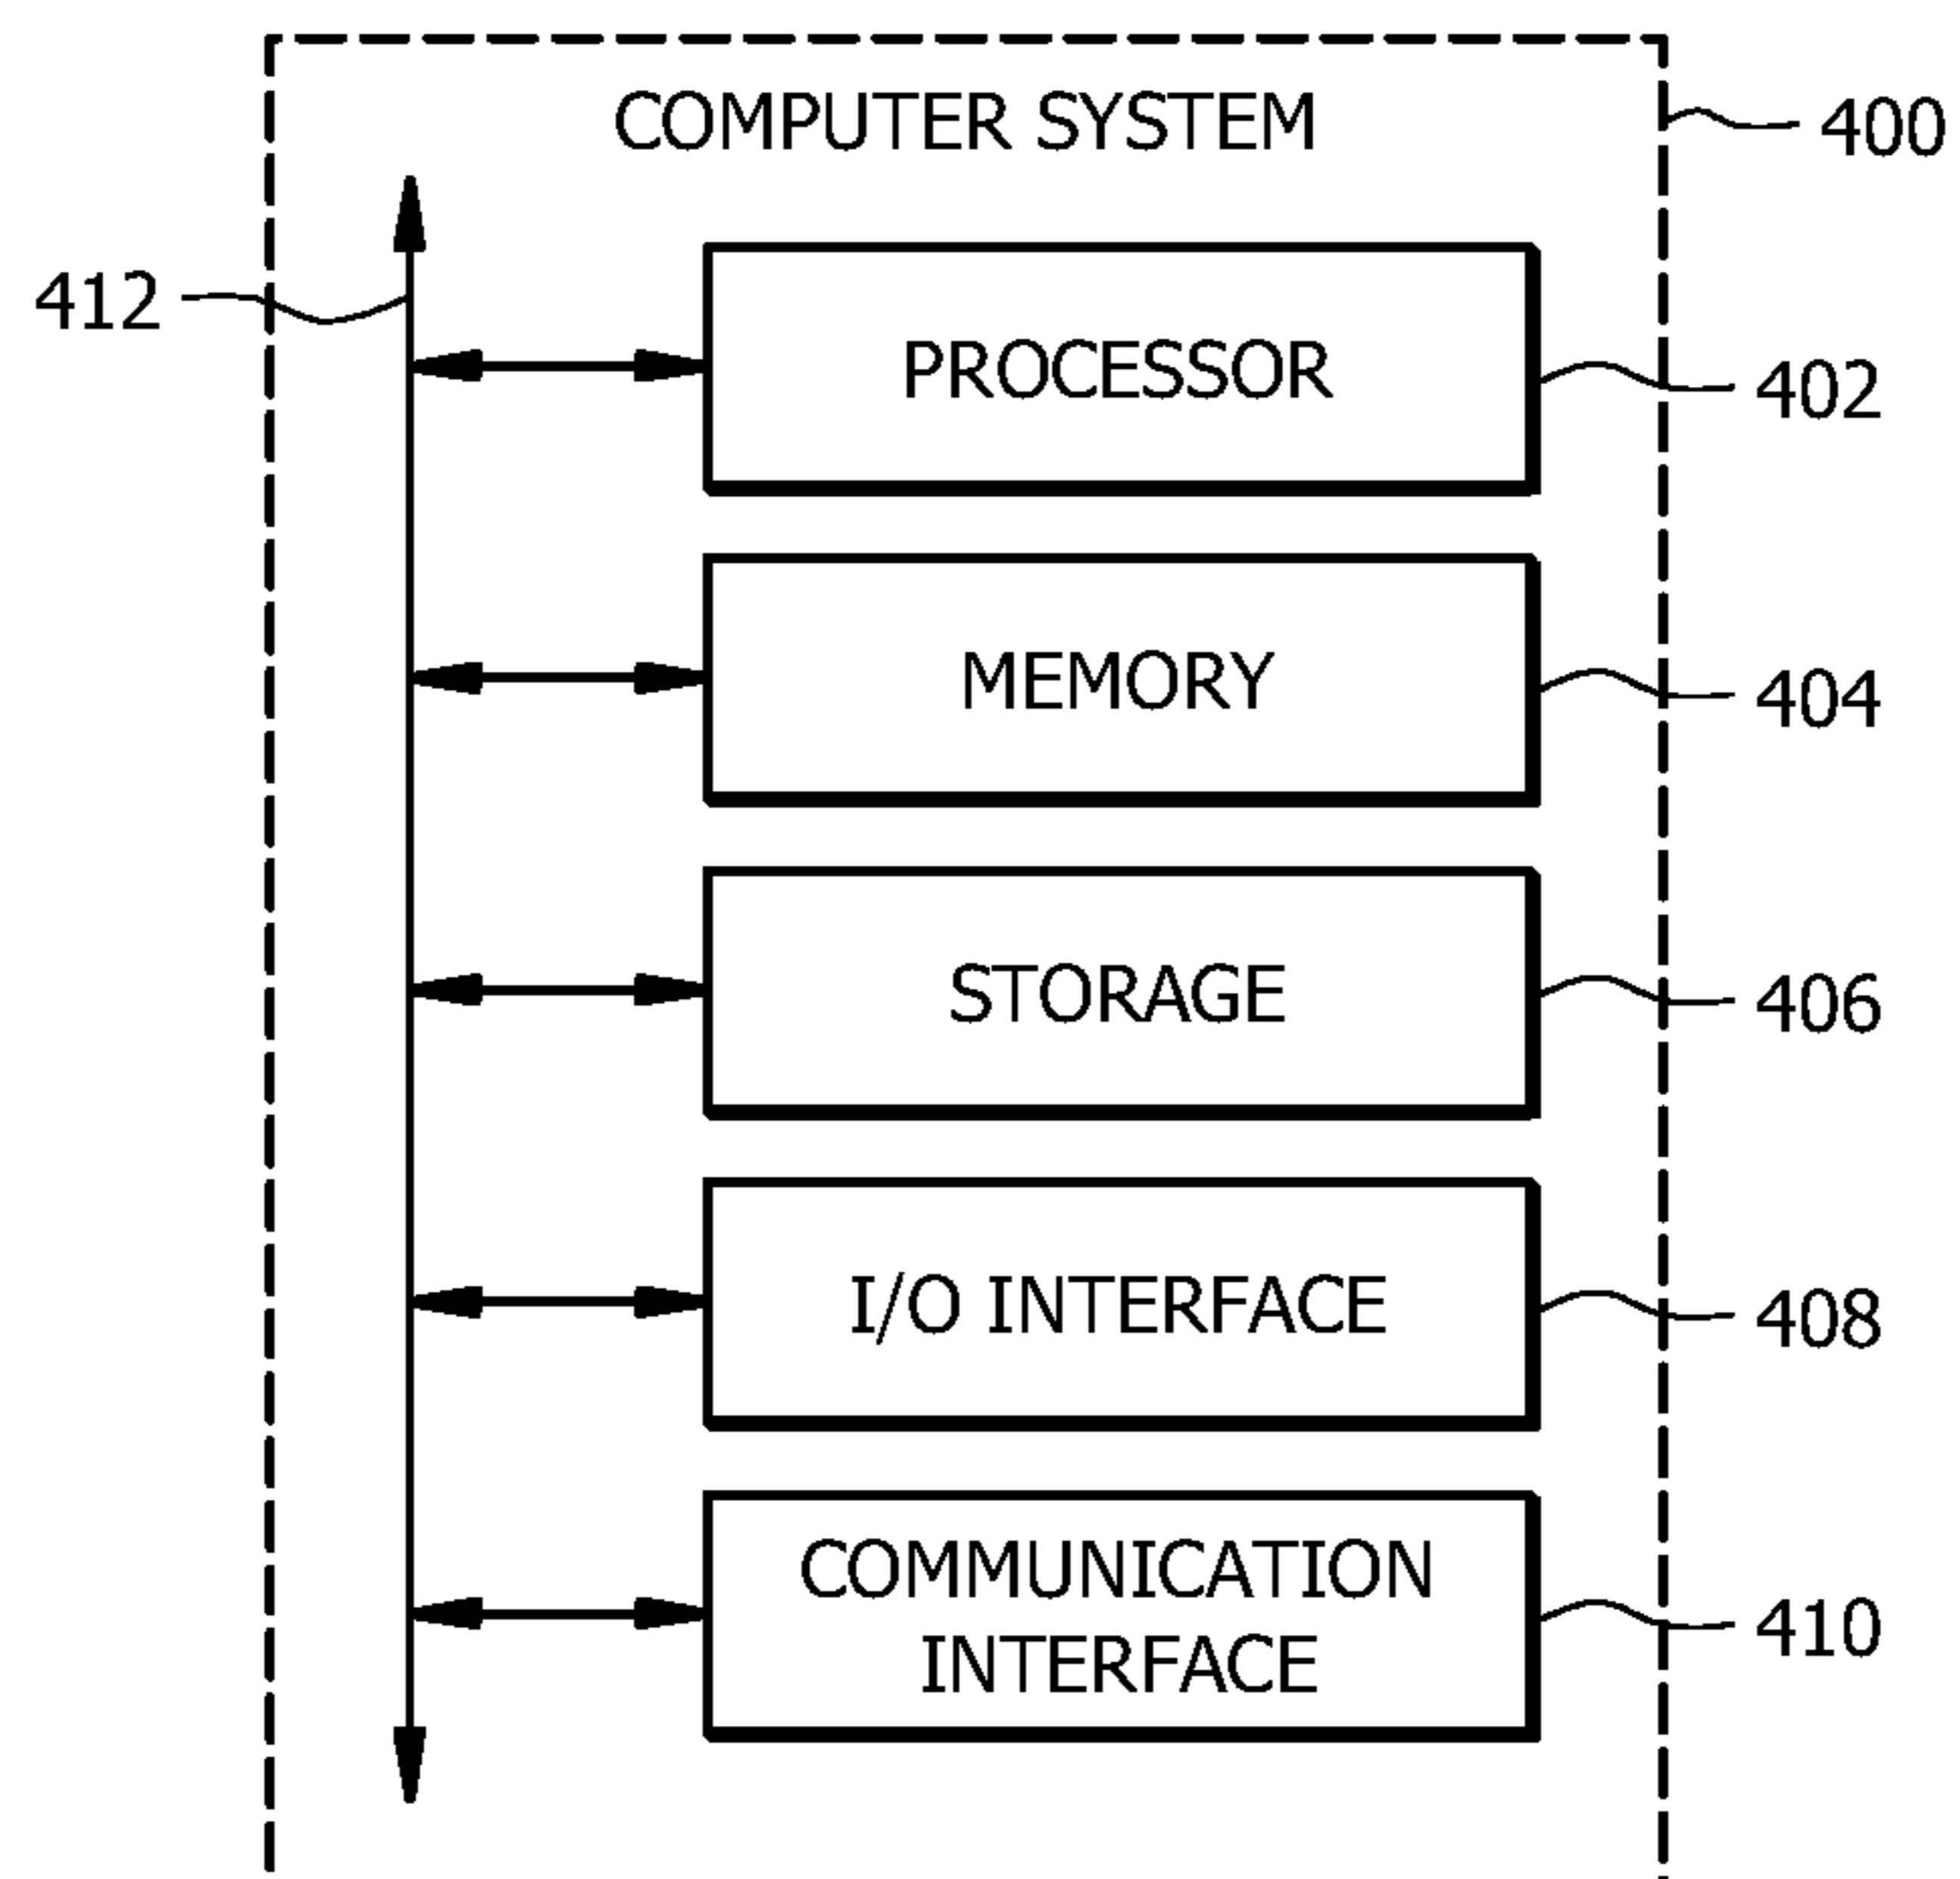 COMPUTER SYSTEM
400
412
PROCESSOR
402
MEMORY
404
STORAGE
406
I/O INTERFACE
408
COMMUNICATION
INTERFACE
410